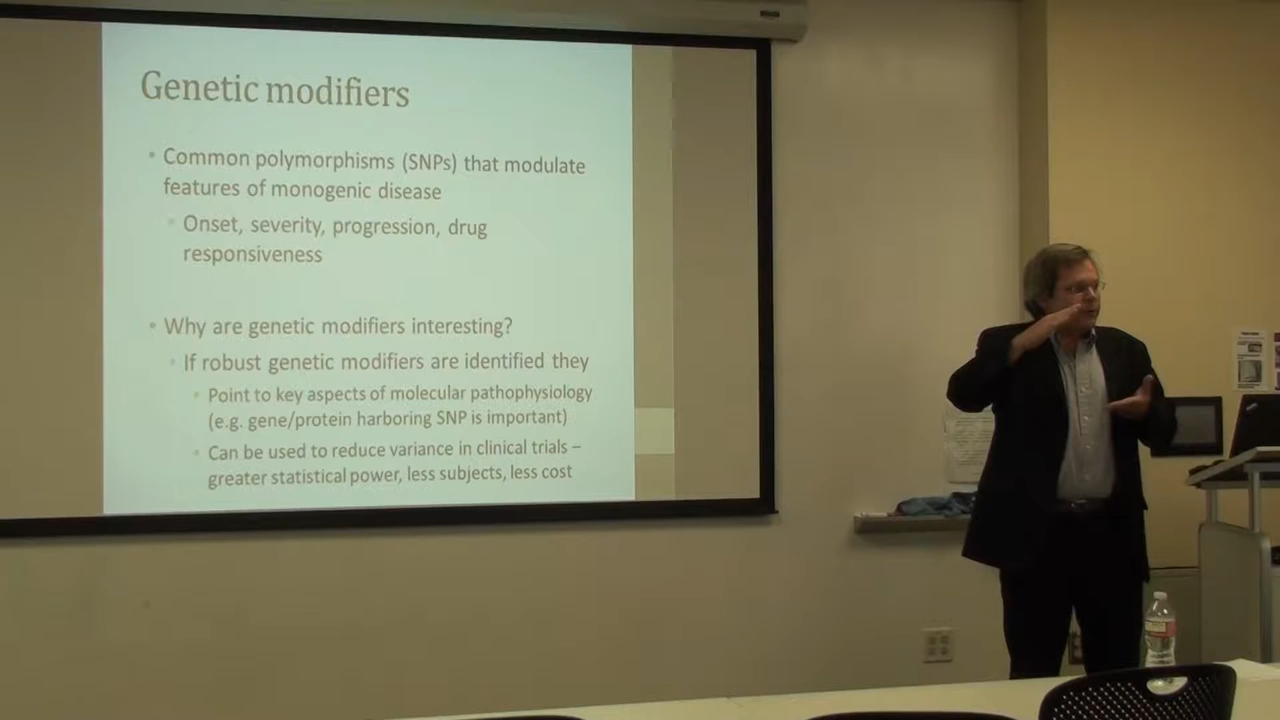 Genetic modifiers
• Common polymorphisms (SNPs) that modulate
features of monogenic disease
• Onset, severity, progression, drug
responsiveness
• Why are genetic modifiers interesting?
• If robust genetic modifiers are identified they
• Point to key aspects of molecular pathophysiology
(e.g. gene/protein harboring SNP is important)
• Can be used to reduce variance in clinical trials –
greater statistical power, less subjects, less cost